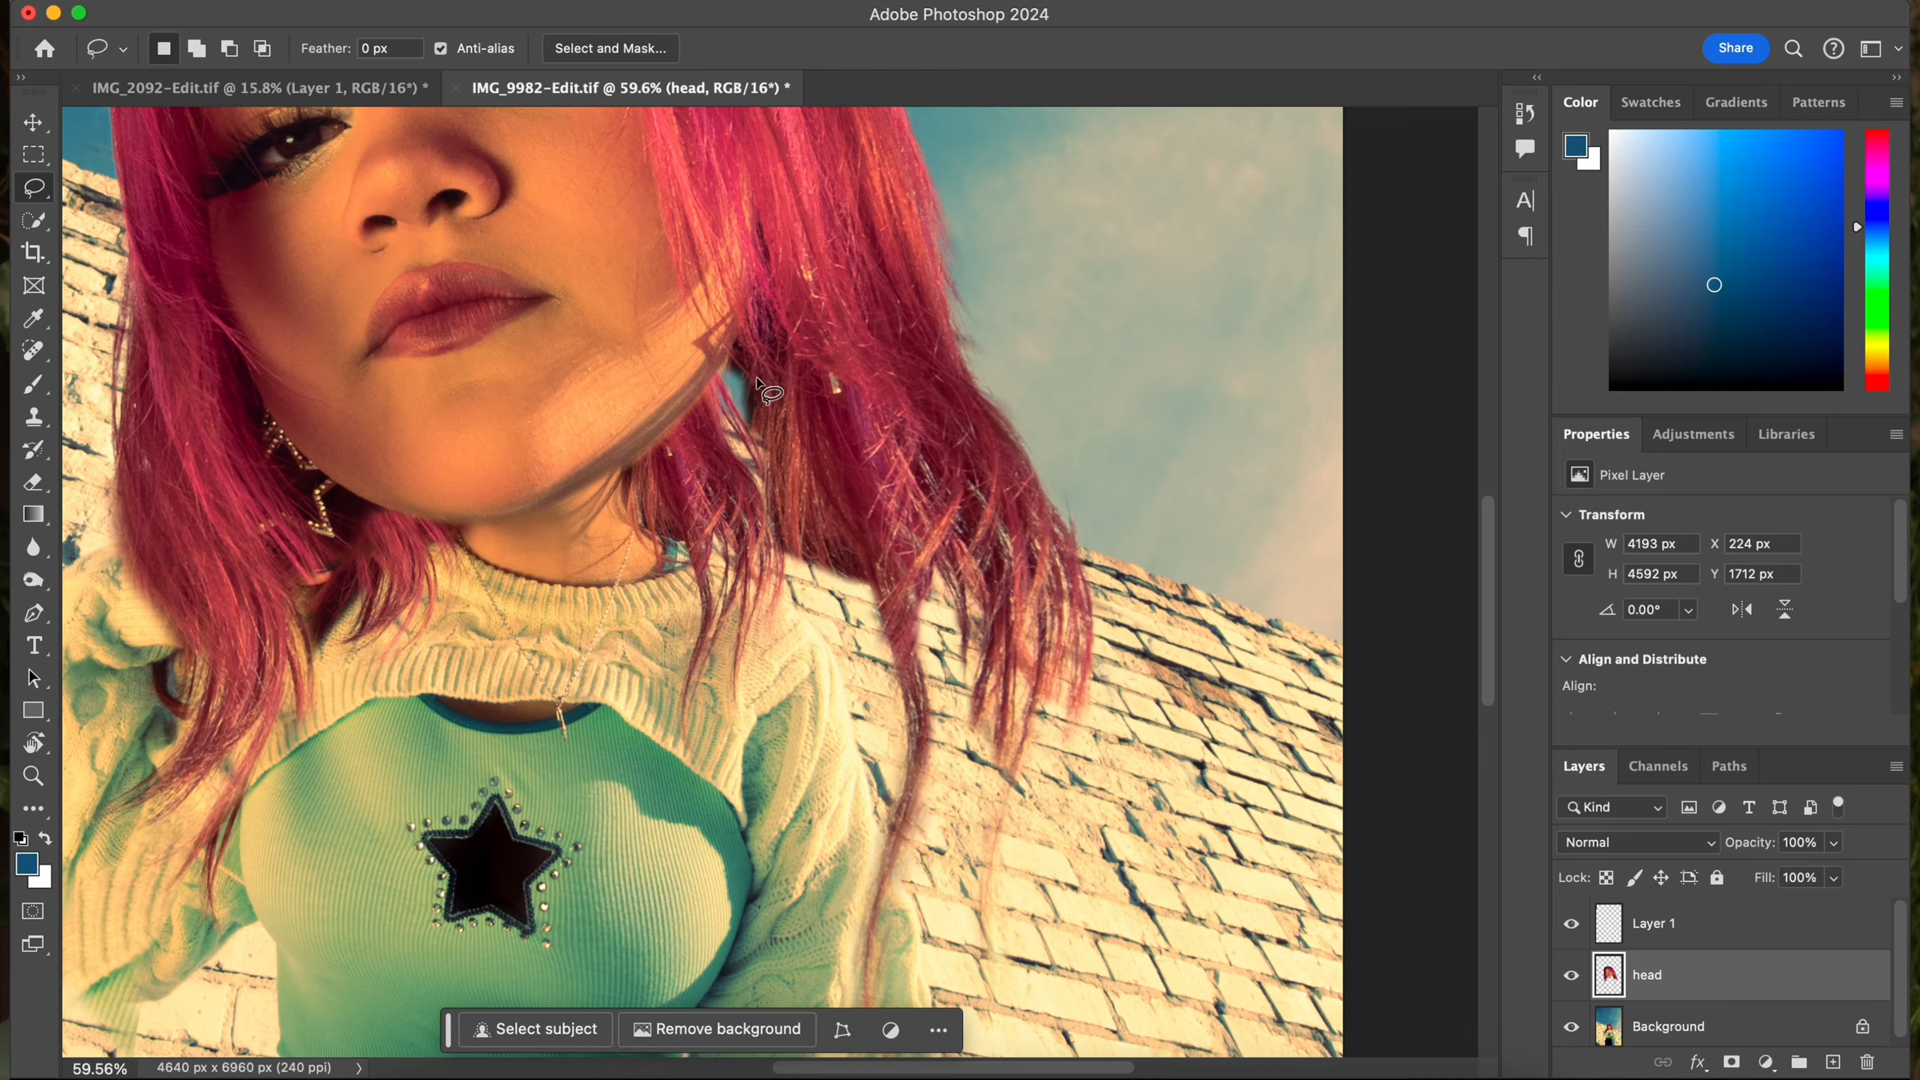 Adobe Photoshop 2024
Feather: 0 px Anti-alias Select and Mask... Share
IMG_2092-Edit.tif @ 15.8% (Layer 1, RGB/16*) * IMG_9982-Edit.tif @ 59.6% (head, RGB/16*) *
Color Swatches Gradients Patterns
Properties Adjustments Libraries
Pixel Layer
Transform
W 4193 px X 224 px
H 4592 px Y 1712 px
0.00°
Align and Distribute
Align:
Layers Channels Paths
Kind
Normal Opacity: 100%
Lock: Fill: 100%
Layer 1
head
Background
Select subject Remove background
59.56% 4640 px x 6960 px (240 ppi)